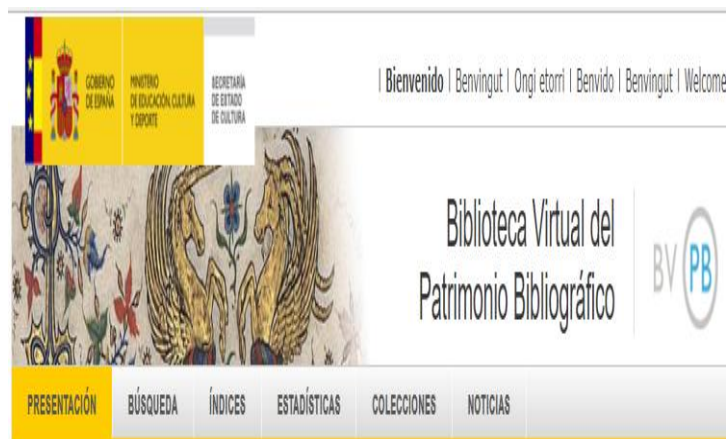 GOBIERNO
DE ESPAÑA
MINISTERIO
DE EDUCACIÓN, CULTURA
Y DEPORTE
SECRETARÍA
DE ESTADO
DE CULTURA
| Bienvenido | Benvingut | Ongi etorri | Benvido | Benvingut | Welcome
Biblioteca Virtual del
Patrimonio Bibliográfico
BV PB
PRESENTACIÓN BÚSQUEDA ÍNDICES ESTADÍSTICAS COLECCIONES NOTICIAS